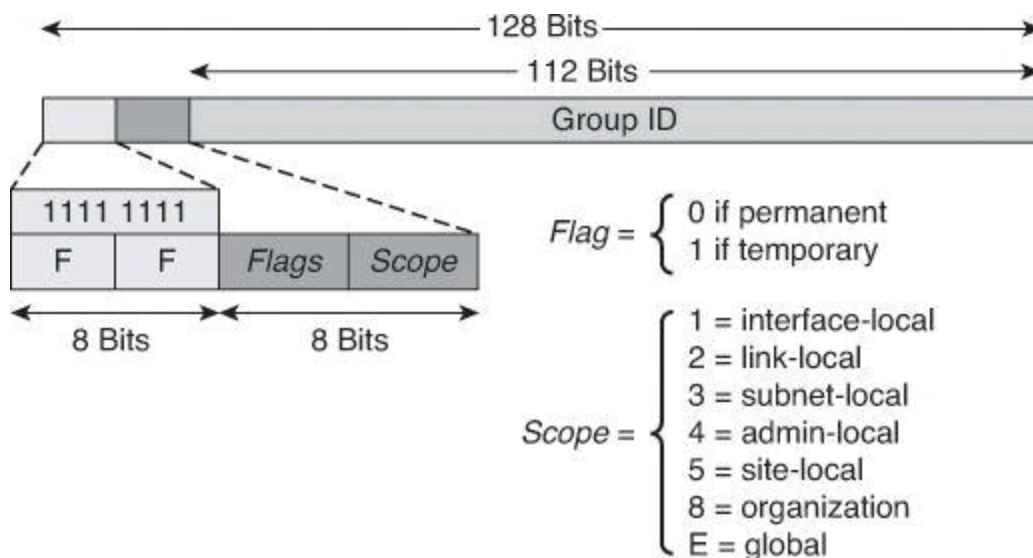 128 Bits
112 Bits
Group ID
1111 1111
F F Flags Scope
8 Bits 8 Bits
Flag = { 0 if permanent
1 if temporary
Scope = { 1 = interface-local
2 = link-local
3 = subnet-local
4 = admin-local
5 = site-local
8 = organization
E = global